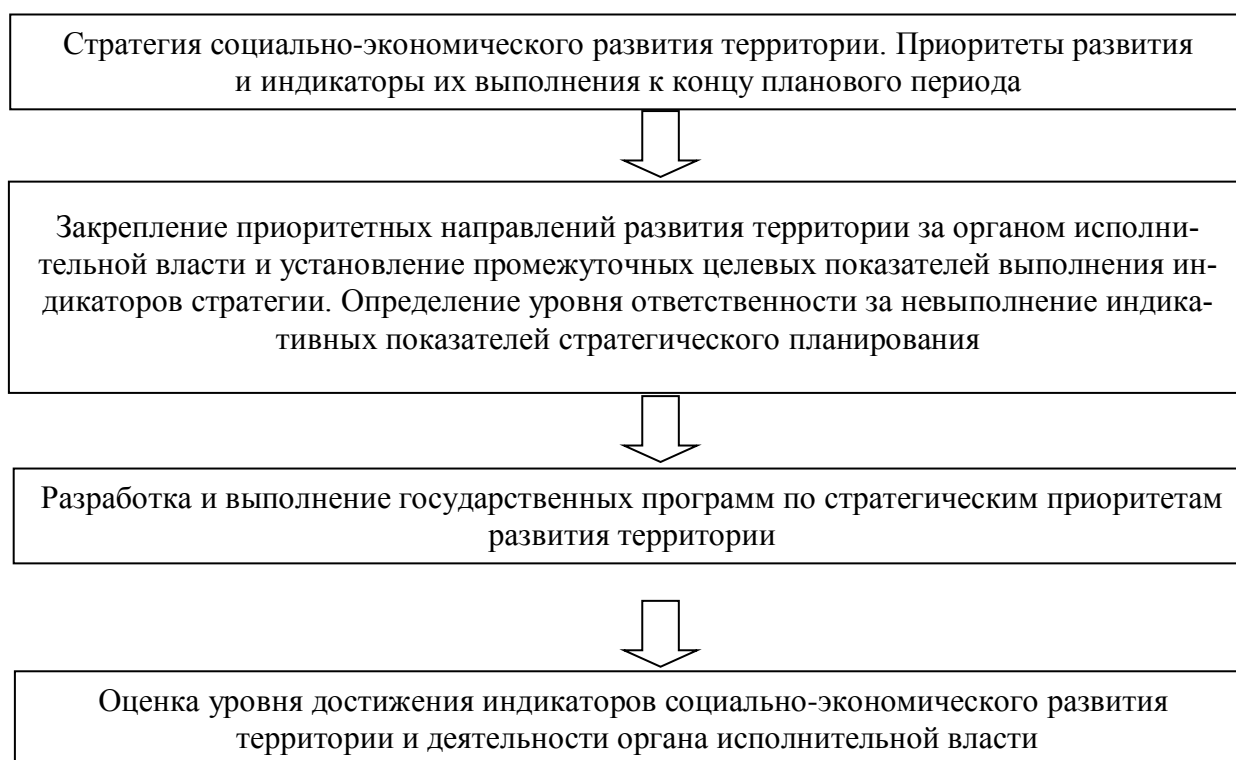 Стратегия социально-экономического развития территории. Приоритеты развития
и индикаторы их выполнения к концу планового периода
Закрепление приоритетных направлений развития территории за органом исполни-
тельной власти и установление промежуточных целевых показателей выполнения ин-
дикаторов стратегии. Определение уровня ответственности за невыполнение индика-
тивных показателей стратегического планирования
Разработка и выполнение государственных программ по стратегическим приоритетам
развития территории
Оценка уровня достижения индикаторов социально-экономического развития
территории и деятельности органа исполнительной власти